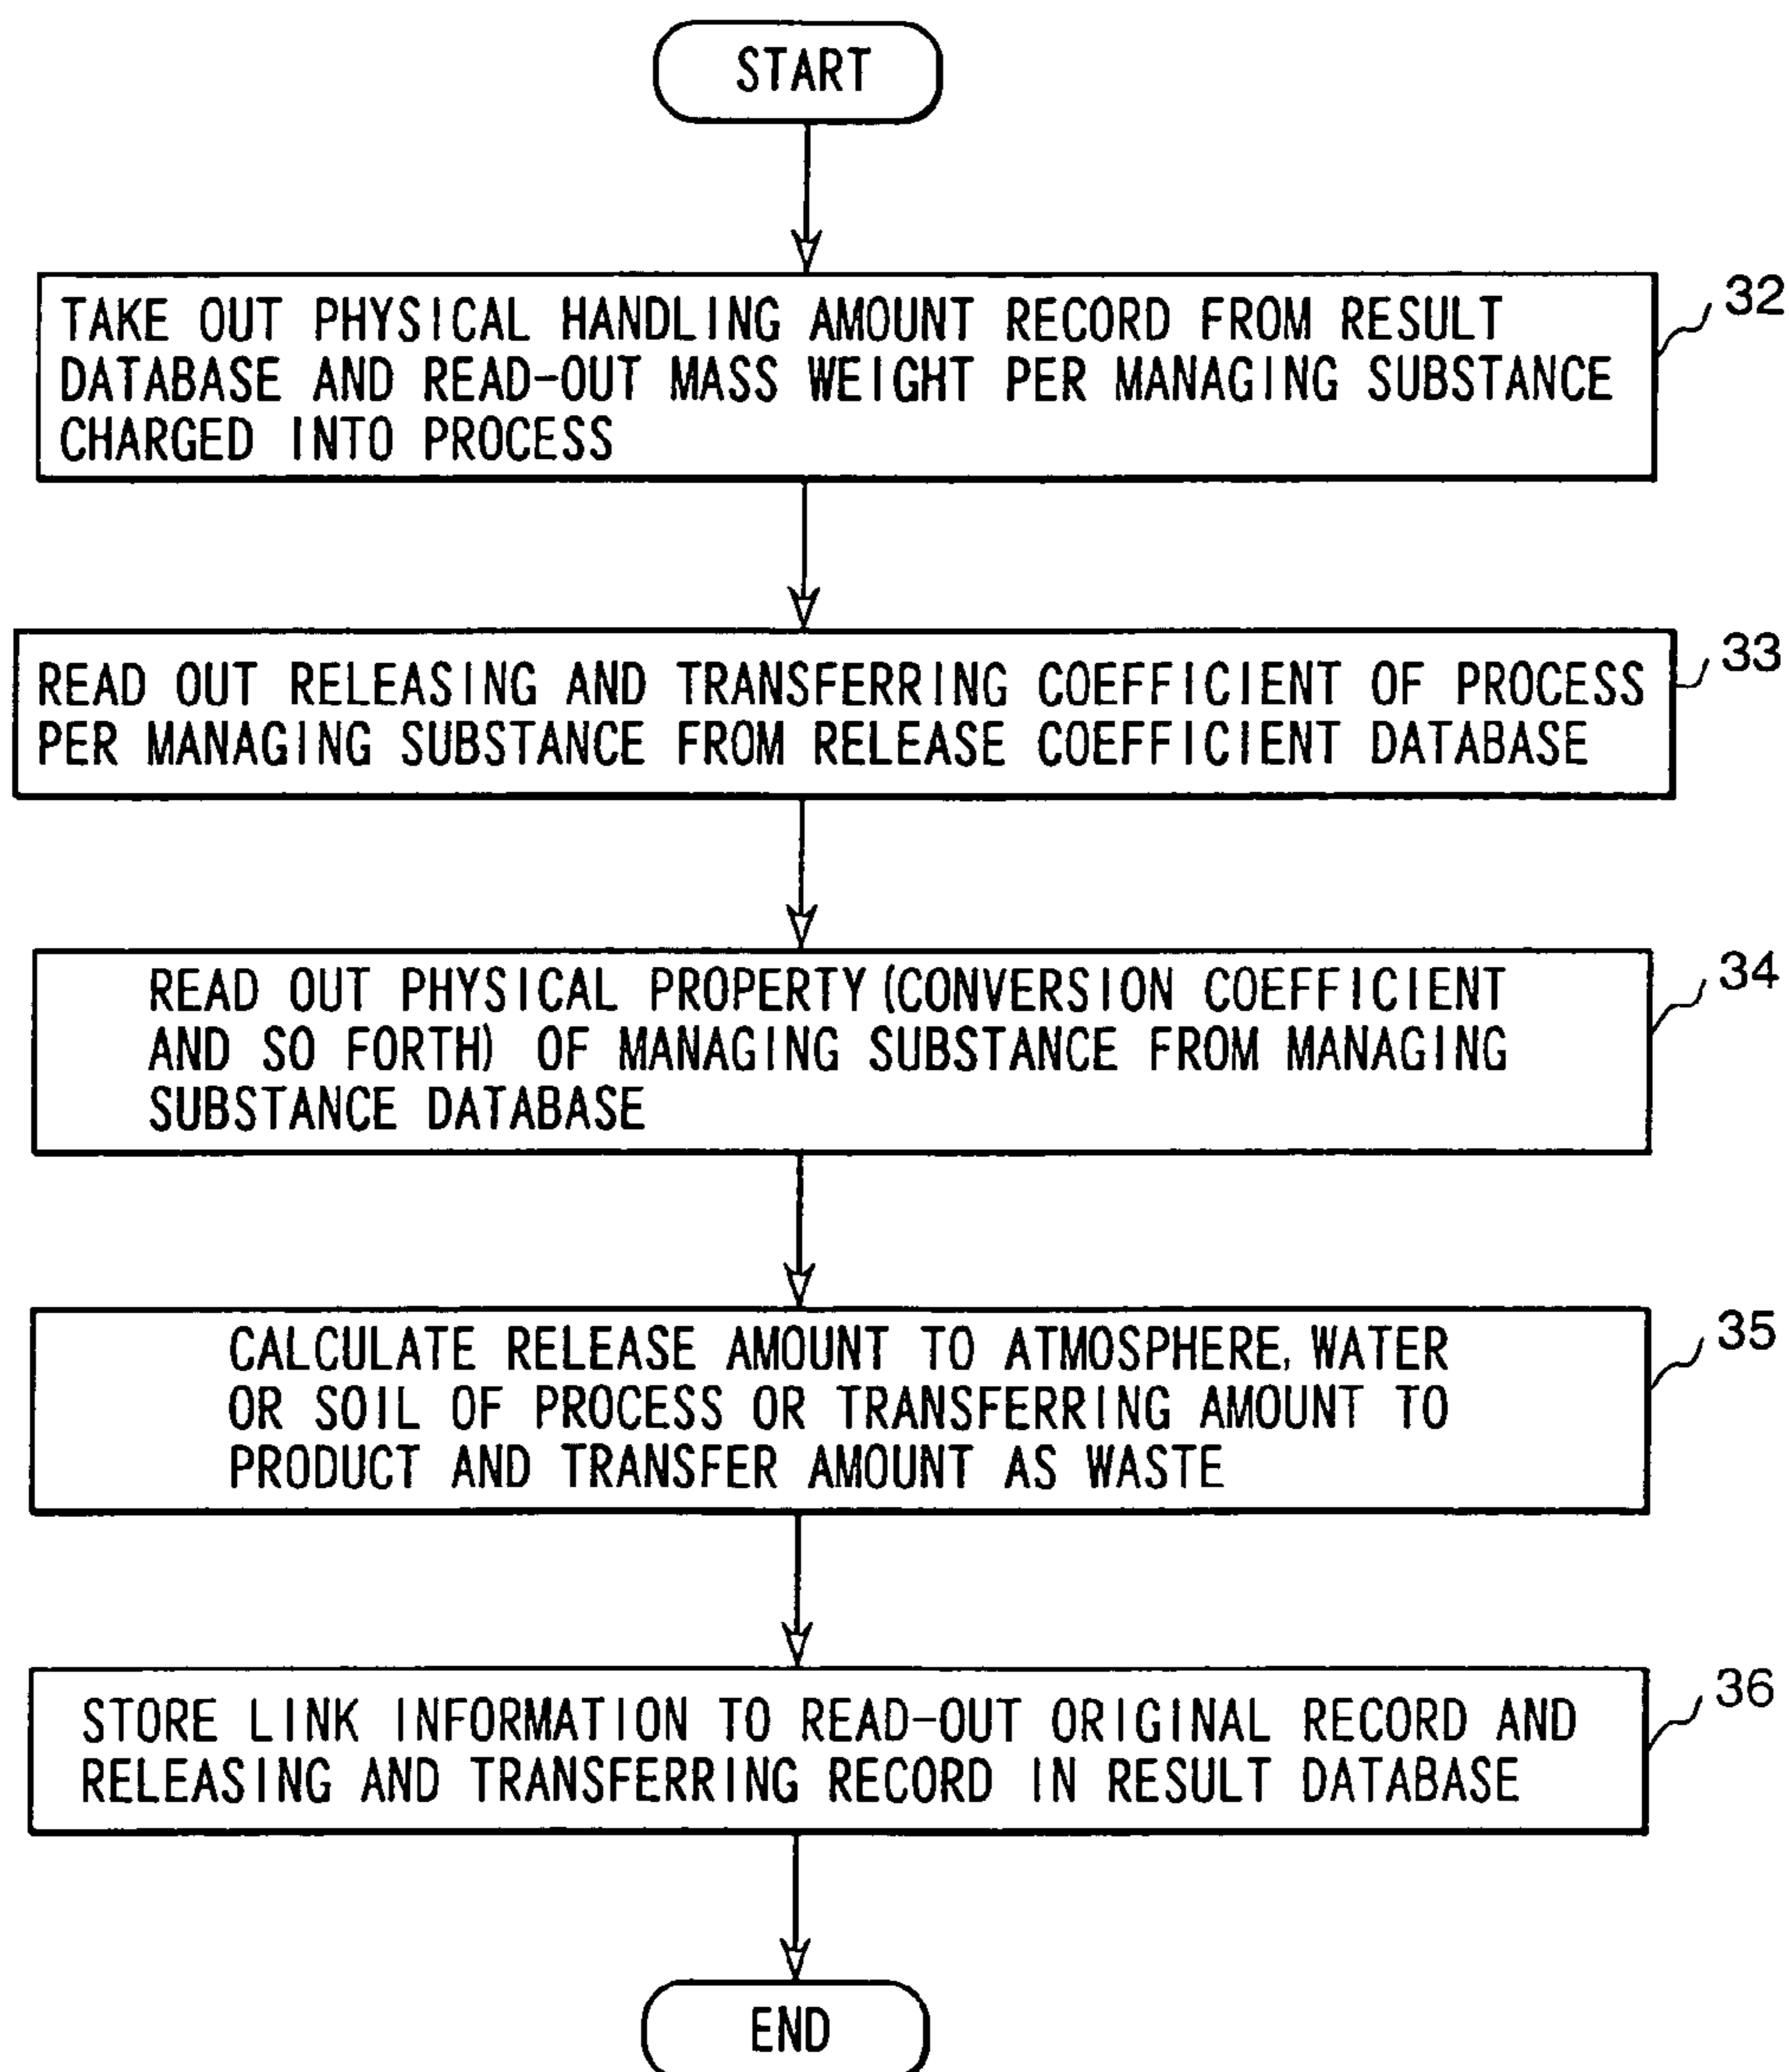 START
TAKE OUT PHYSICAL HANDLING AMOUNT RECORD FROM RESULT
DATABASE AND READ-OUT MASS WEIGHT PER MANAGING SUBSTANCE
CHARGED INTO PROCESS
32
READ OUT RELEASING AND TRANSFERRING COEFFICIENT OF PROCESS
PER MANAGING SUBSTANCE FROM RELEASE COEFFICIENT DATABASE
33
READ OUT PHYSICAL PROPERTY (CONVERSION COEFFICIENT
AND SO FORTH) OF MANAGING SUBSTANCE FROM MANAGING
SUBSTANCE DATABASE
34
CALCULATE RELEASE AMOUNT TO ATMOSPHERE, WATER
OR SOIL OF PROCESS OR TRANSFERRING AMOUNT TO
PRODUCT AND TRANSFER AMOUNT AS WASTE
35
STORE LINK INFORMATION TO READ-OUT ORIGINAL RECORD AND
RELEASING AND TRANSFERRING RECORD IN RESULT DATABASE
36
END